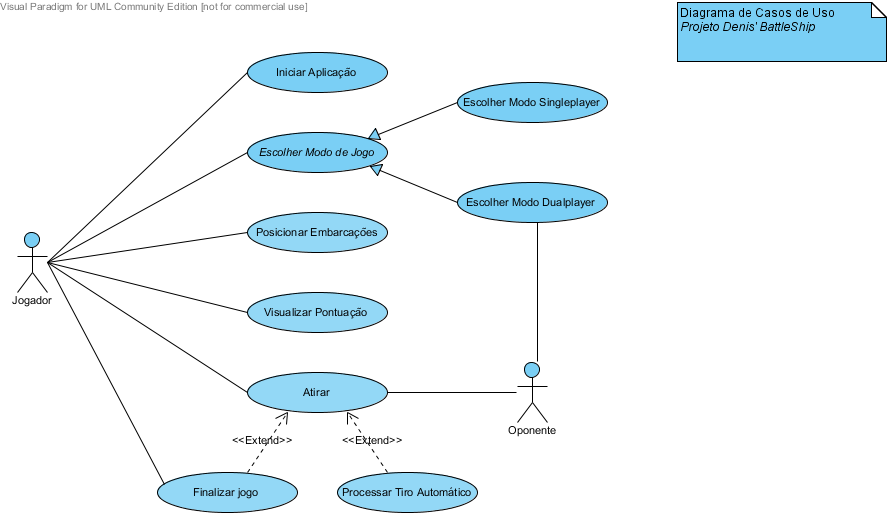 Visual Paradigm for UML Community Edition [not for commercial use]
Diagrama de Casos de Uso
Projeto Denis' BattleShip
Iniciar Aplicação
Escolher Modo Singleplayer
Escolher Modo de Jogo
Escolher Modo Dualplayer
Posicionar Embarcações
Jogador
Visualizar Pontuação
Atirar
Oponente
<<Extend>>
<<Extend>>
Finalizar jogo
Processar Tiro Automático